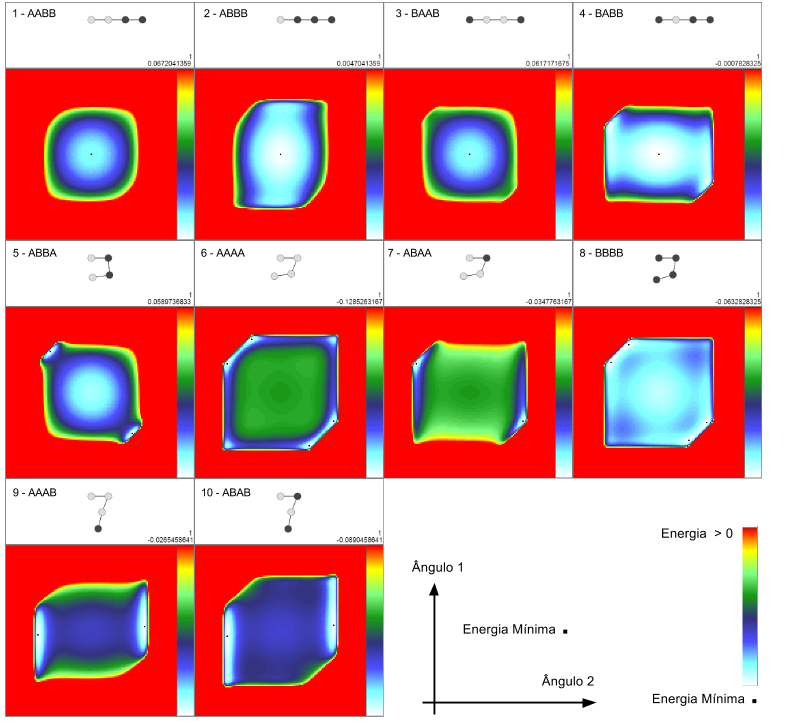 1 - AABB
1
0.0672041359
2 - ABBB
1
0.0047041359
3 - BAAB
1
0.0617171675
4 - BABB
1
-0.0007828325
5 - ABBA
1
0.0589736833
6 - AAAA
1
-0.1285263167
7 - ABAA
1
-0.0347763167
8 - BBBB
1
-0.0632828325
9 - AAAB
1
-0.0265458641
10 - ABAB
1
-0.0890458641
Energia > 0
Ângulo 1
Energia Mínima
Ângulo 2
Energia Mínima